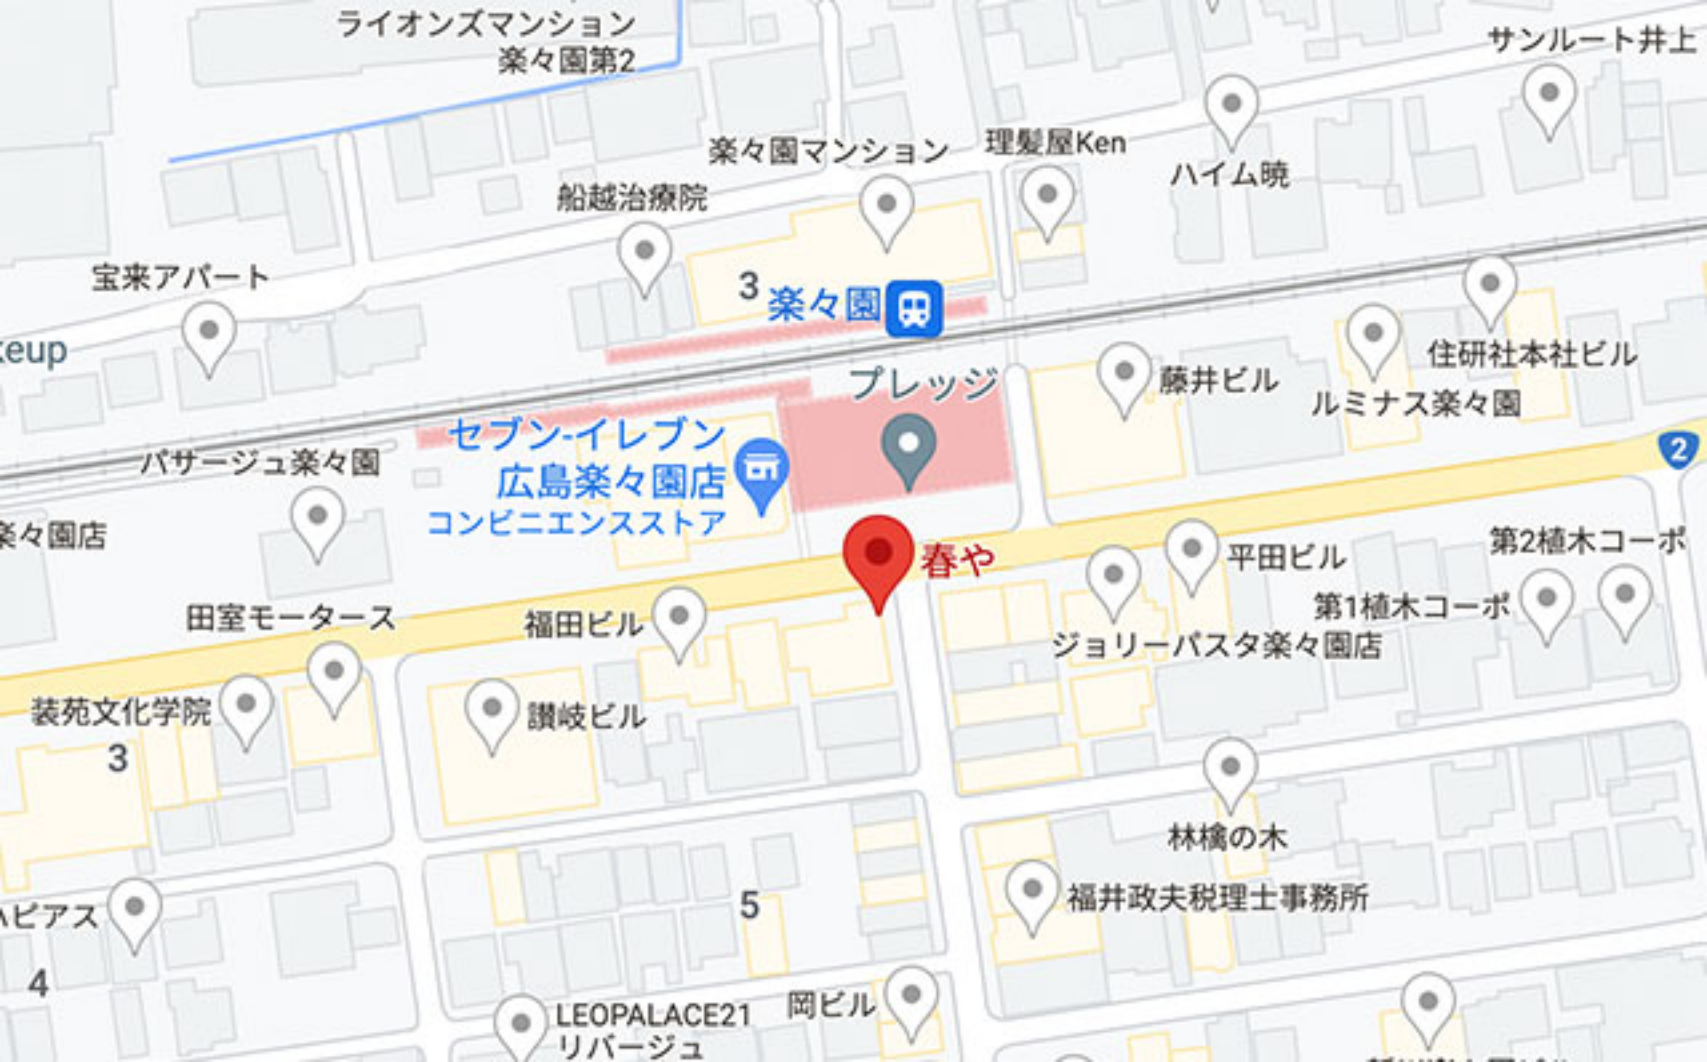 ライオンズマンション
楽々園第2
サンルート井上
楽々園マンション
理髪屋Ken
ハイム暁
船越治療院
宝来アパート
3
楽々園
keup
プレッジ
藤井ビル
住研社本社ビル
ルミナス楽々園
セブン-イレブン
広島楽々園店
コンビニエンスストア
パサージュ楽々園
2
楽々園店
春や
平田ビル
第2植木コーポ
第1植木コーポ
田室モータース
福田ビル
ジョリーパスタ楽々園店
装苑文化学院
讃岐ビル
3
林檎の木
福井政夫税理士事務所
5
ハピアス
4
LEOPALACE21
リバージュ
岡ビル